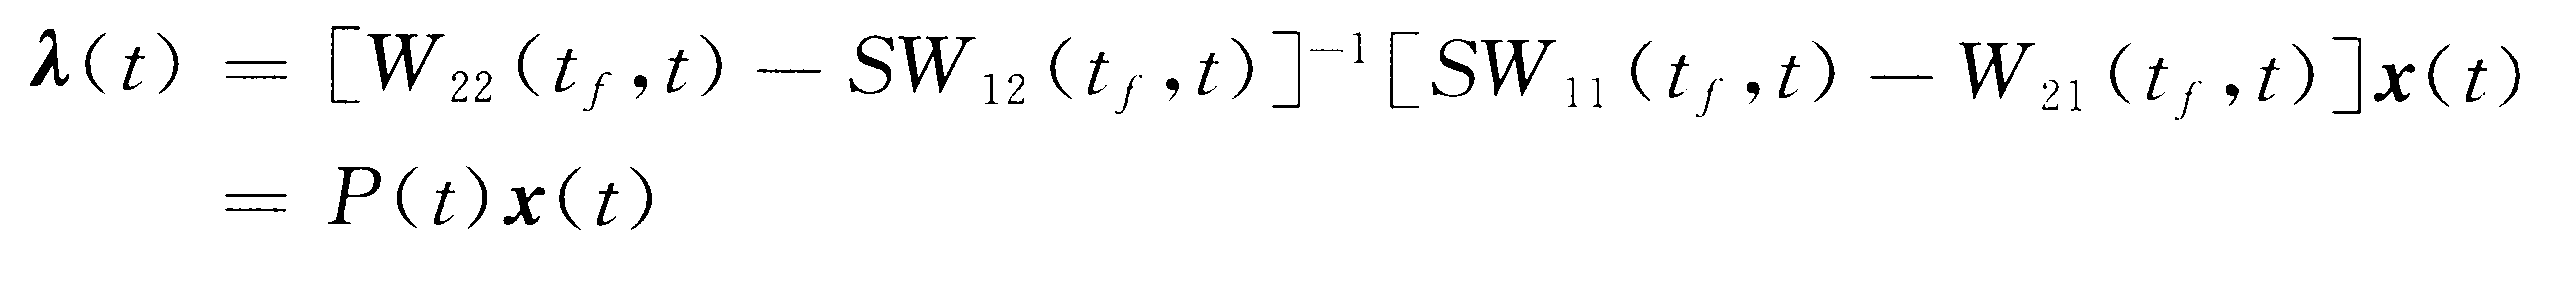 λ(t) = [W₂₂(t_f,t) − SW₁₂(t_f,t)]⁻¹[SW₁₁(t_f,t) − W₂₁(t_f,t)]x(t)
= P(t)x(t)